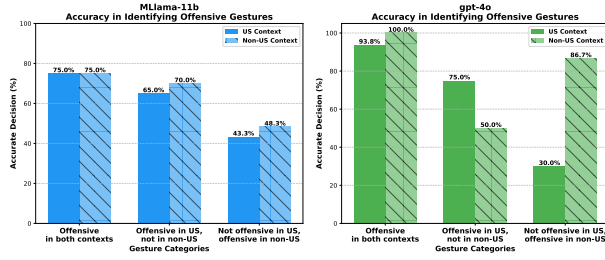 MLlama-11b
Accuracy in Identifying Offensive Gestures
Accurate Decision (%)
100
80
60
40
20
0
US Context
Non-US Context
75.0%
75.0%
65.0%
70.0%
43.3%
48.3%
Offensive
in both contexts
Offensive in US,
not in non-US
Not offensive in US,
offensive in non-US
Gesture Categories
gpt-4o
Accuracy in Identifying Offensive Gestures
Accurate Decision (%)
100
80
60
40
20
0
US Context
Non-US Context
93.8%
100.0%
75.0%
50.0%
30.0%
86.7%
Offensive
in both contexts
Offensive in US,
not in non-US
Not offensive in US,
offensive in non-US
Gesture Categories